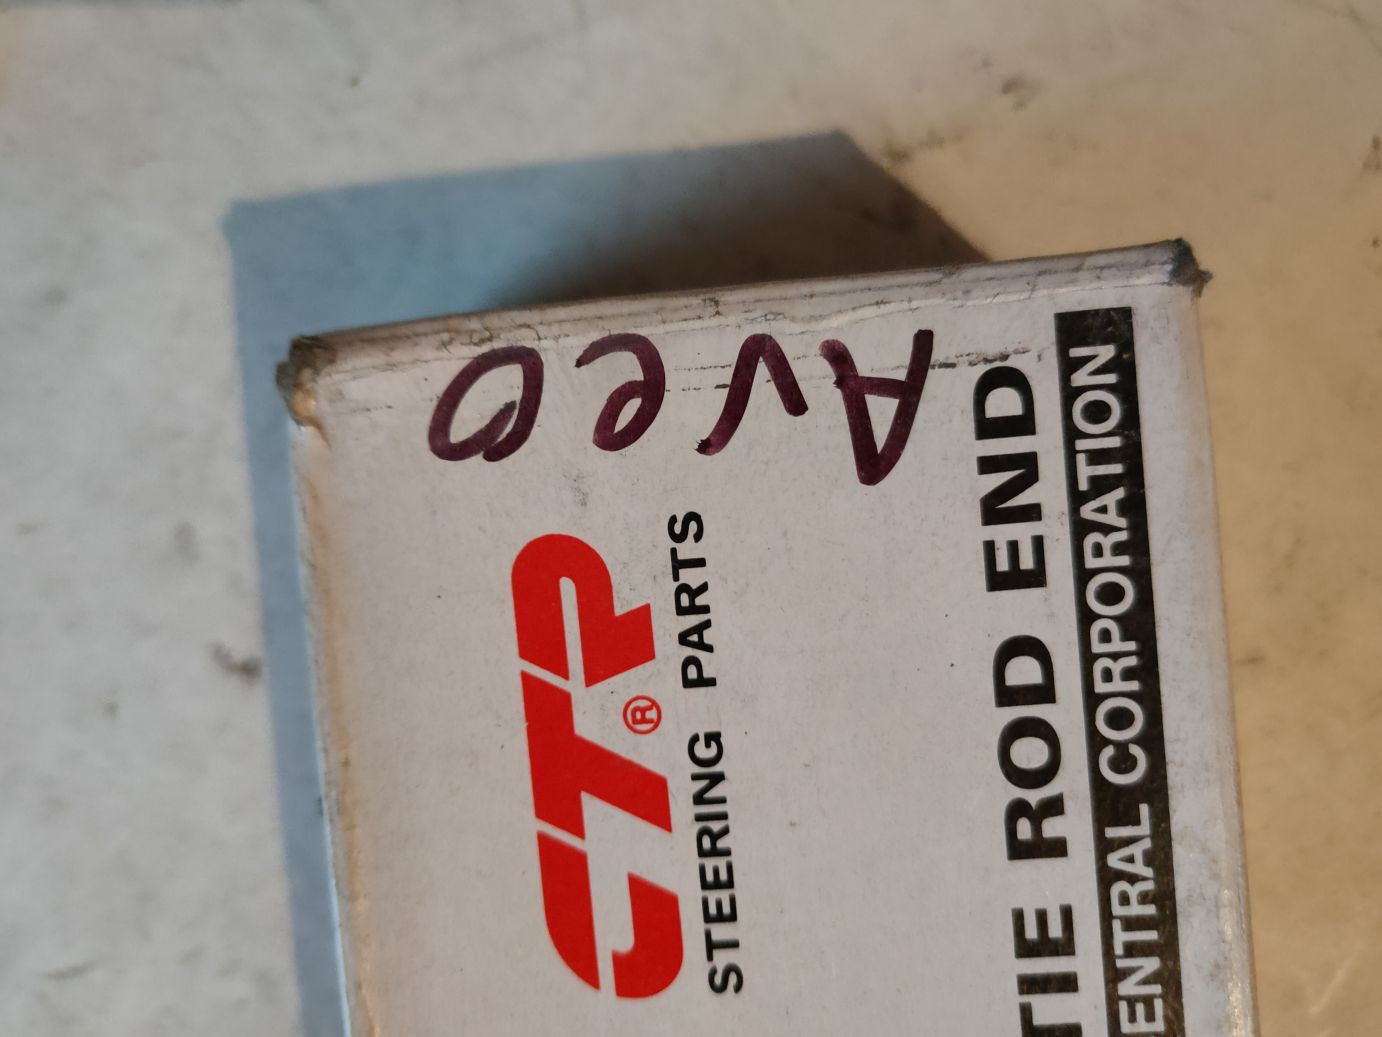 Aveo
CTP®
STEERING PARTS
TIE ROD END
ENTRAL CORPORATION